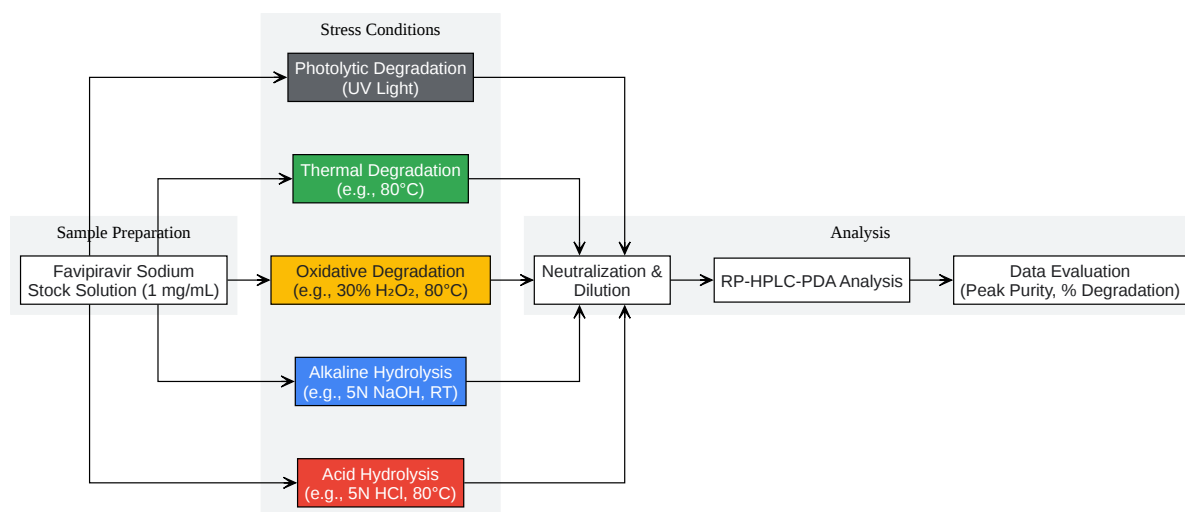 Stress Conditions
Photolytic Degradation
(UV Light)
Thermal Degradation
(e.g., 80°C)
Sample Preparation
Favipiravir Sodium
Stock Solution (1 mg/mL)
Oxidative Degradation
(e.g., 30% H₂O₂, 80°C)
Alkaline Hydrolysis
(e.g., 5N NaOH, RT)
Acid Hydrolysis
(e.g., 5N HCl, 80°C)
Analysis
Neutralization &
Dilution
RP-HPLC-PDA Analysis
Data Evaluation
(Peak Purity, % Degradation)